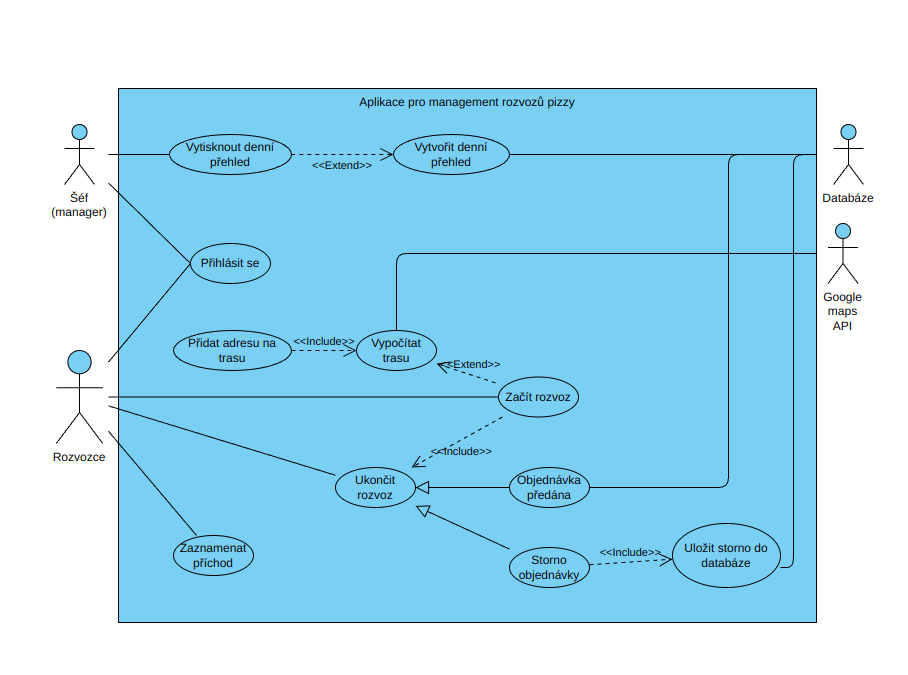 Aplikace pro management rozvozů pizzy
Vytisknout denní
přehled
<<Extend>>
Vytvořit denní
přehled
Šéf
(manager)
Databáze
Přihlásit se
Google
maps
API
Přidat adresu na
trasu
<<Include>>
Vypočítat
trasu
<<Extend>>
Začít rozvoz
Rozvozce
<<Include>>
Ukončit
rozvoz
Objednávka
předána
Zaznamenat
příchod
Storno
objednávky
<<Include>>
Uložit storno do
databáze